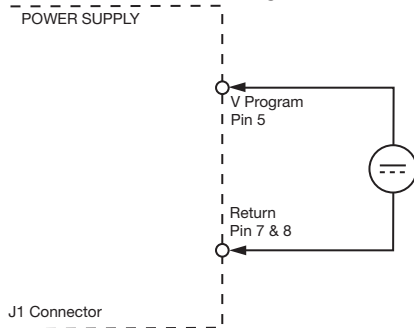 POWER SUPPLY
V Program
Pin 5
Return
Pin 7 & 8
J1 Connector